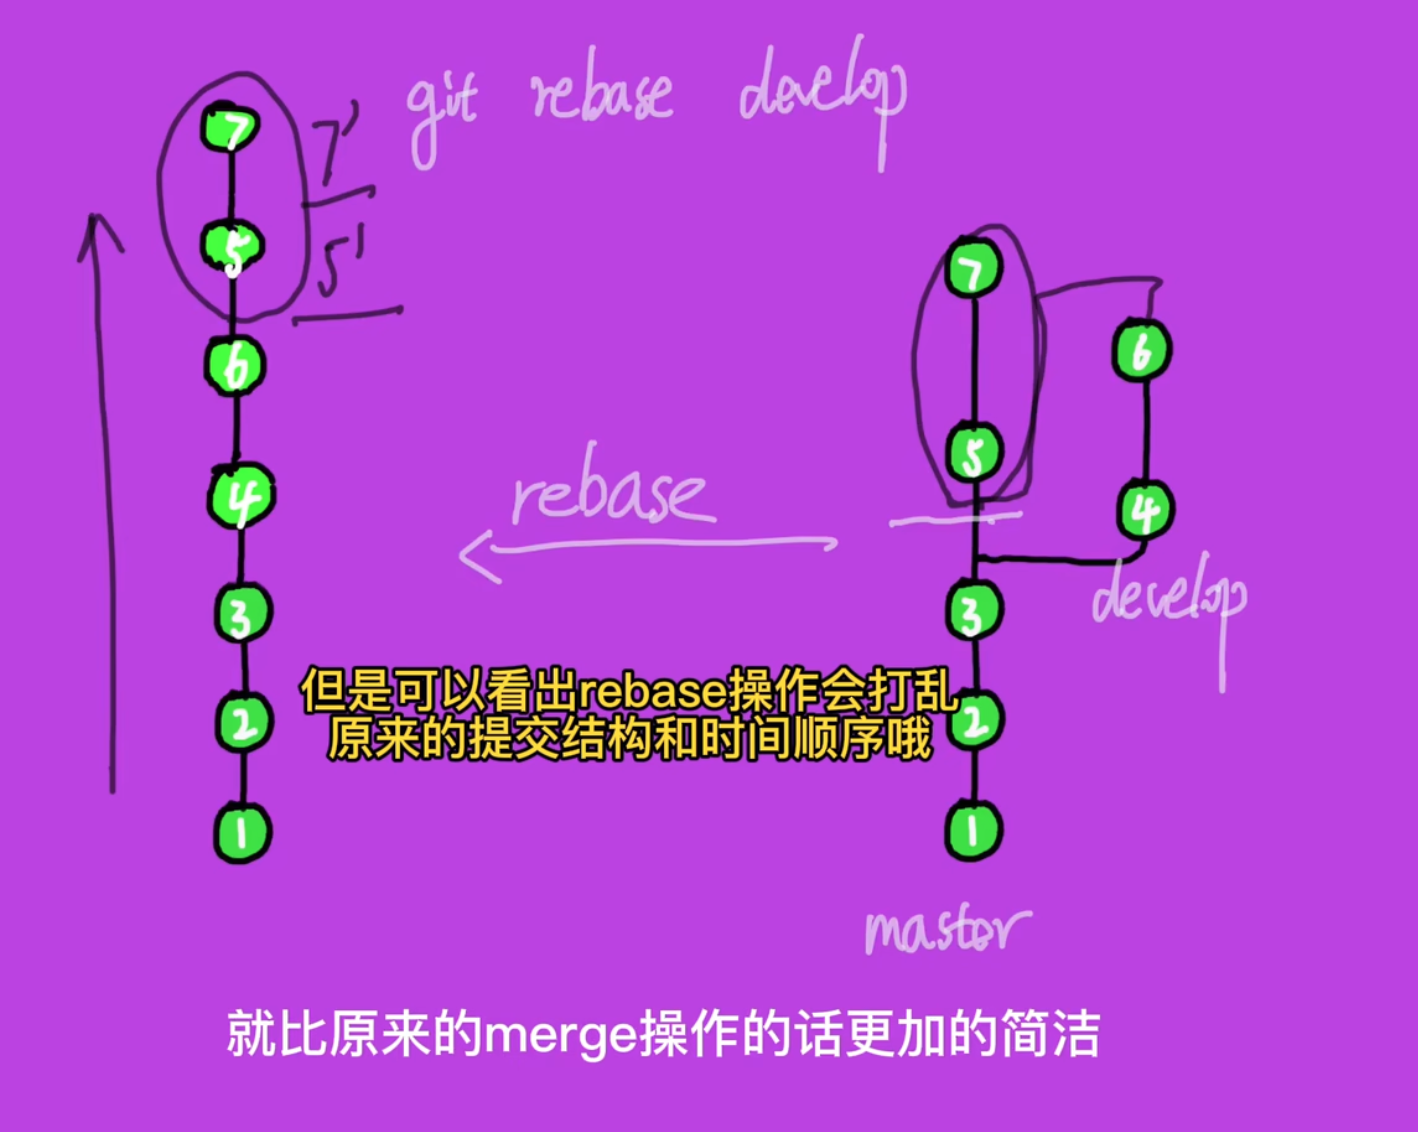 git rebase develop
7
7'
5
5'
6
4
3
2
1
rebase
7
6
5
4
develop
3
2
1
master
但是可以看出rebase操作会打乱
原来的提交结构和时间顺序哦
就比原来的merge操作的话更加的简洁